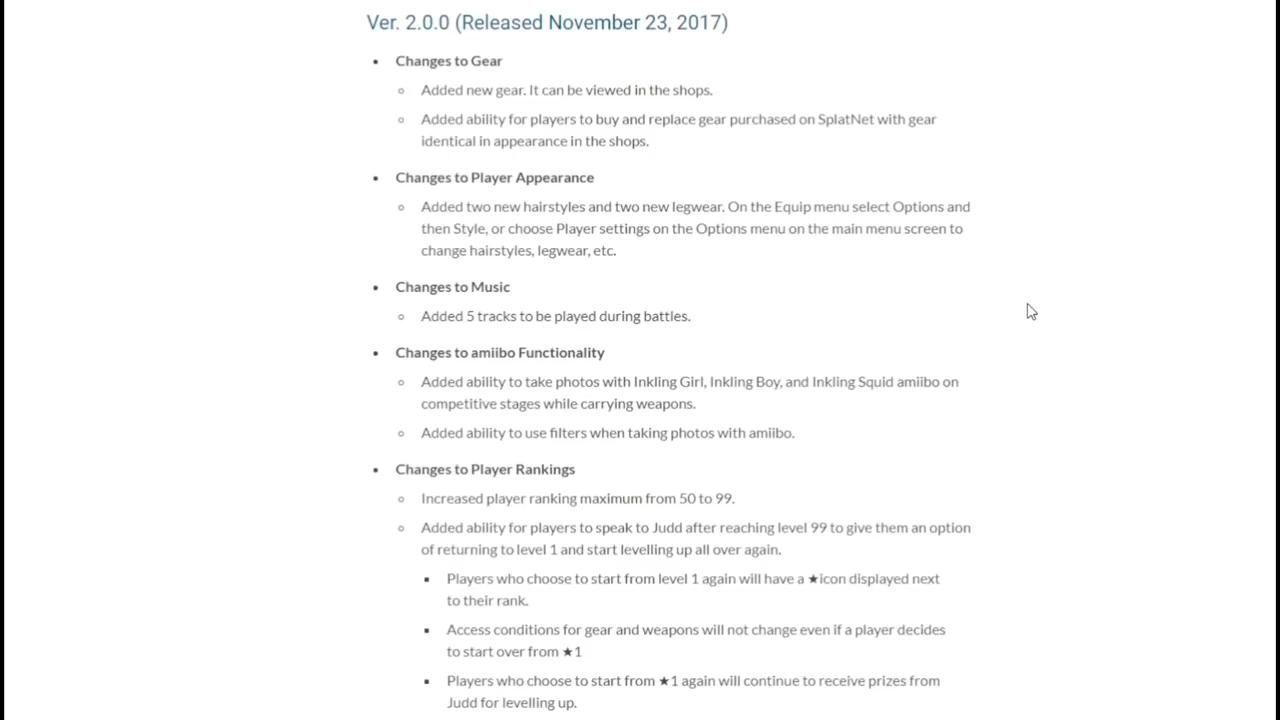 Ver. 2.0.0 (Released November 23, 2017)
Changes to Gear
Added new gear. It can be viewed in the shops.
Added ability for players to buy and replace gear purchased on SplatNet with gear
identical in appearance in the shops.
Changes to Player Appearance
Added two new hairstyles and two new legwear. On the Equip menu select Options and
then Style, or choose Player settings on the Options menu on the main menu screen to
change hairstyles, legwear, etc.
Changes to Music
Added 5 tracks to be played during battles.
Changes to amiibo Functionality
Added ability to take photos with Inkling Girl, Inkling Boy, and Inkling Squid amiibo on
competitive stages while carrying weapons.
Added ability to use filters when taking photos with amiibo.
Changes to Player Rankings
Increased player ranking maximum from 50 to 99.
Added ability for players to speak to Judd after reaching level 99 to give them an option
of returning to level 1 and start levelling up all over again.
Players who choose to start from level 1 again will have a ★icon displayed next
to their rank.
Access conditions for gear and weapons will not change even if a player decides
to start over from ★1
Players who choose to start from ★1 again will continue to receive prizes from
Judd for levelling up.